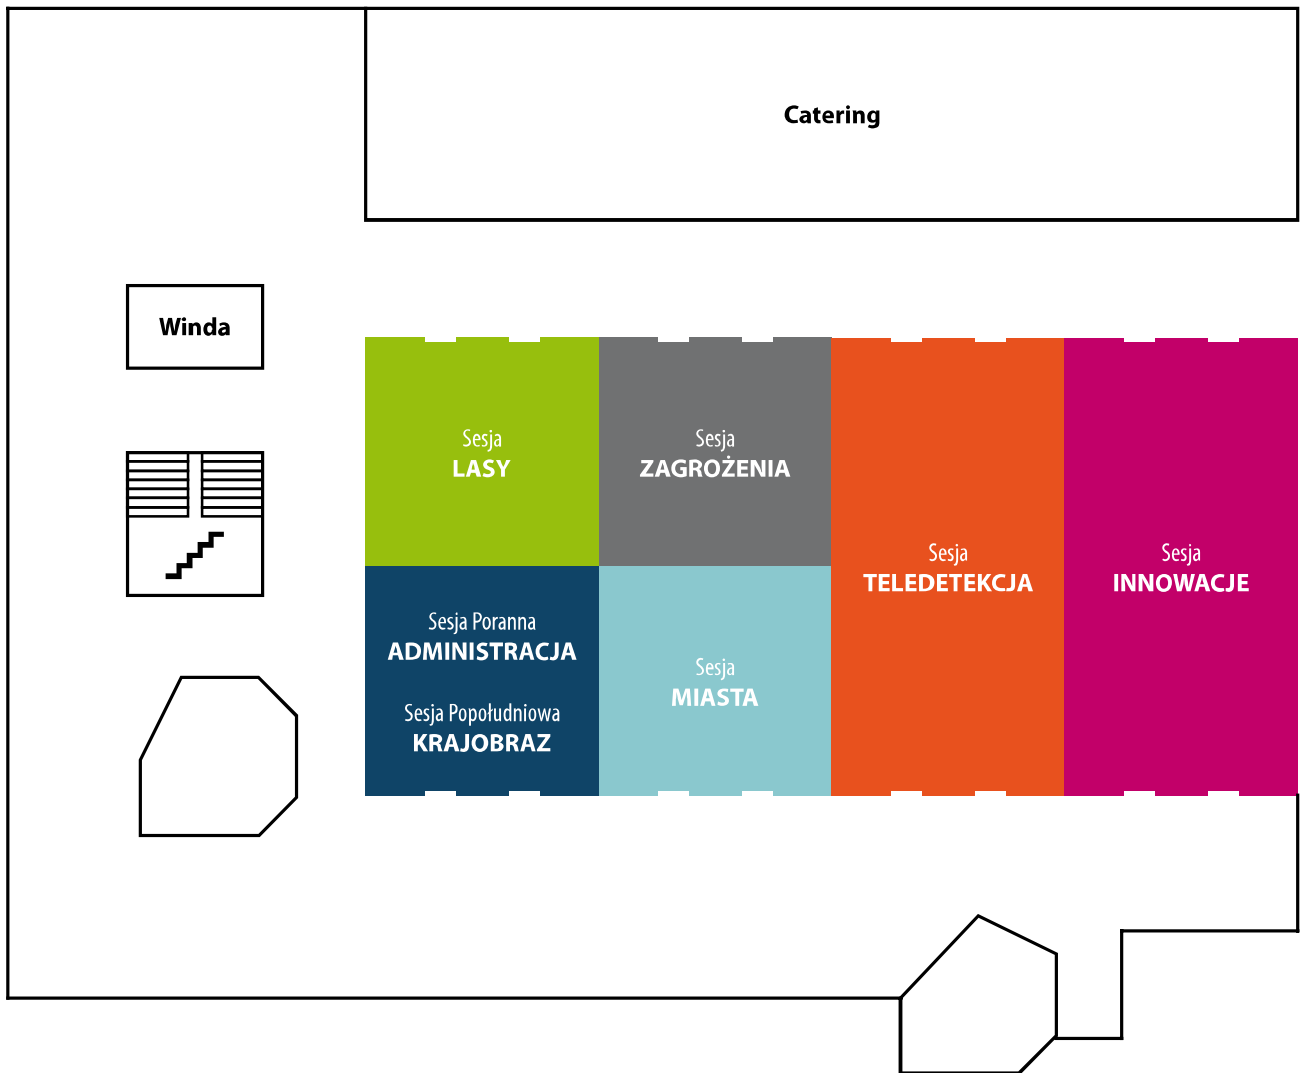 Catering
Winda
Sesja
LASY
Sesja
ZAGROŻENIA
Sesja
TELEDETEKCJA
Sesja
INNOWACJE
Sesja Poranna
ADMINISTRACJA
Sesja Popołudniowa
KRAJOBRAZ
Sesja
MIASTA